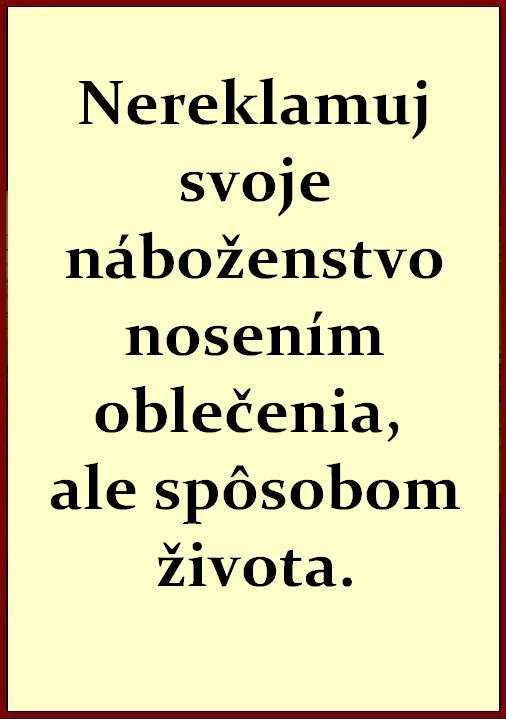 Nereklamuj
svoje
náboženstvo
nosením
oblečenia,
ale spôsobom
života.